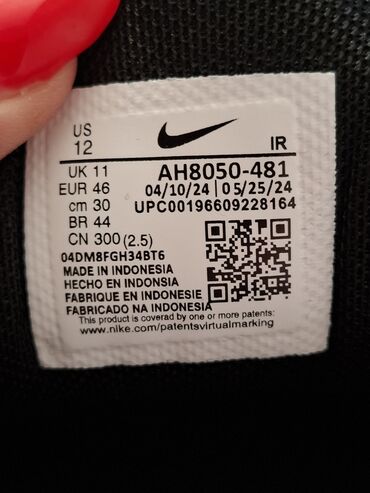 US
12
IR
UK 11
EUR 46
cm 30
BR 44
CN 300 (2.5)
AH8050-481
04/10/24 | 05/25/24
UPC00196609228164
04DM8FGH34BT6
MADE IN INDONESIA
HECHO EN INDONSIA
FABRIQUE EN INDONESIE
FABRICADO NA INDONESIA
This product is covered by one or more patents.
www.nike.com/patentsvirtualmarking